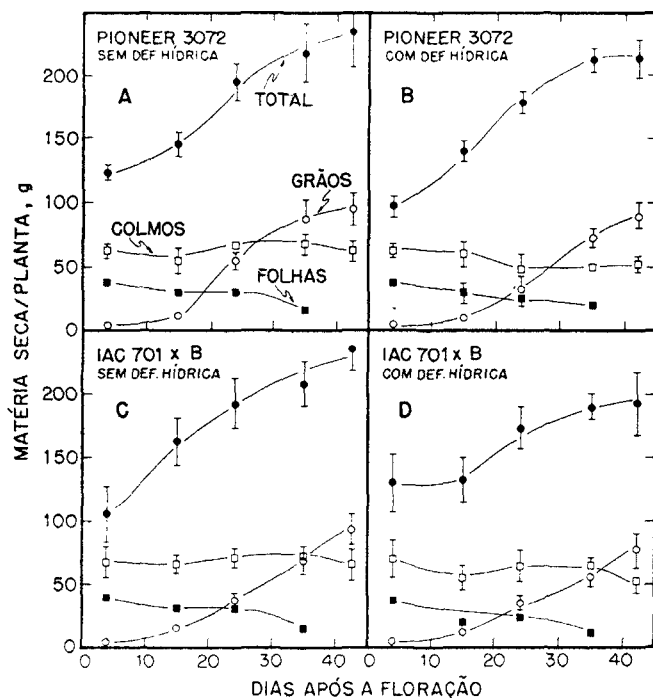 PIONEER 3072
SEM DEF HÍDRICA
A
TOTAL
GRÃOS
COLMOS
FOLHAS
PIONEER 3072
COM DEF HÍDRICA
B
IAC 701 x B
SEM DEF. HÍDRICA
C
IAC 701 x B
COM DEF. HÍDRICA
D
MATÉRIA SECA/PLANTA, g
200
150
100
50
0
200
150
100
50
0
0 10 20 30 40 0 10 20 30 40
DIAS APÓS A FLORAÇÃO